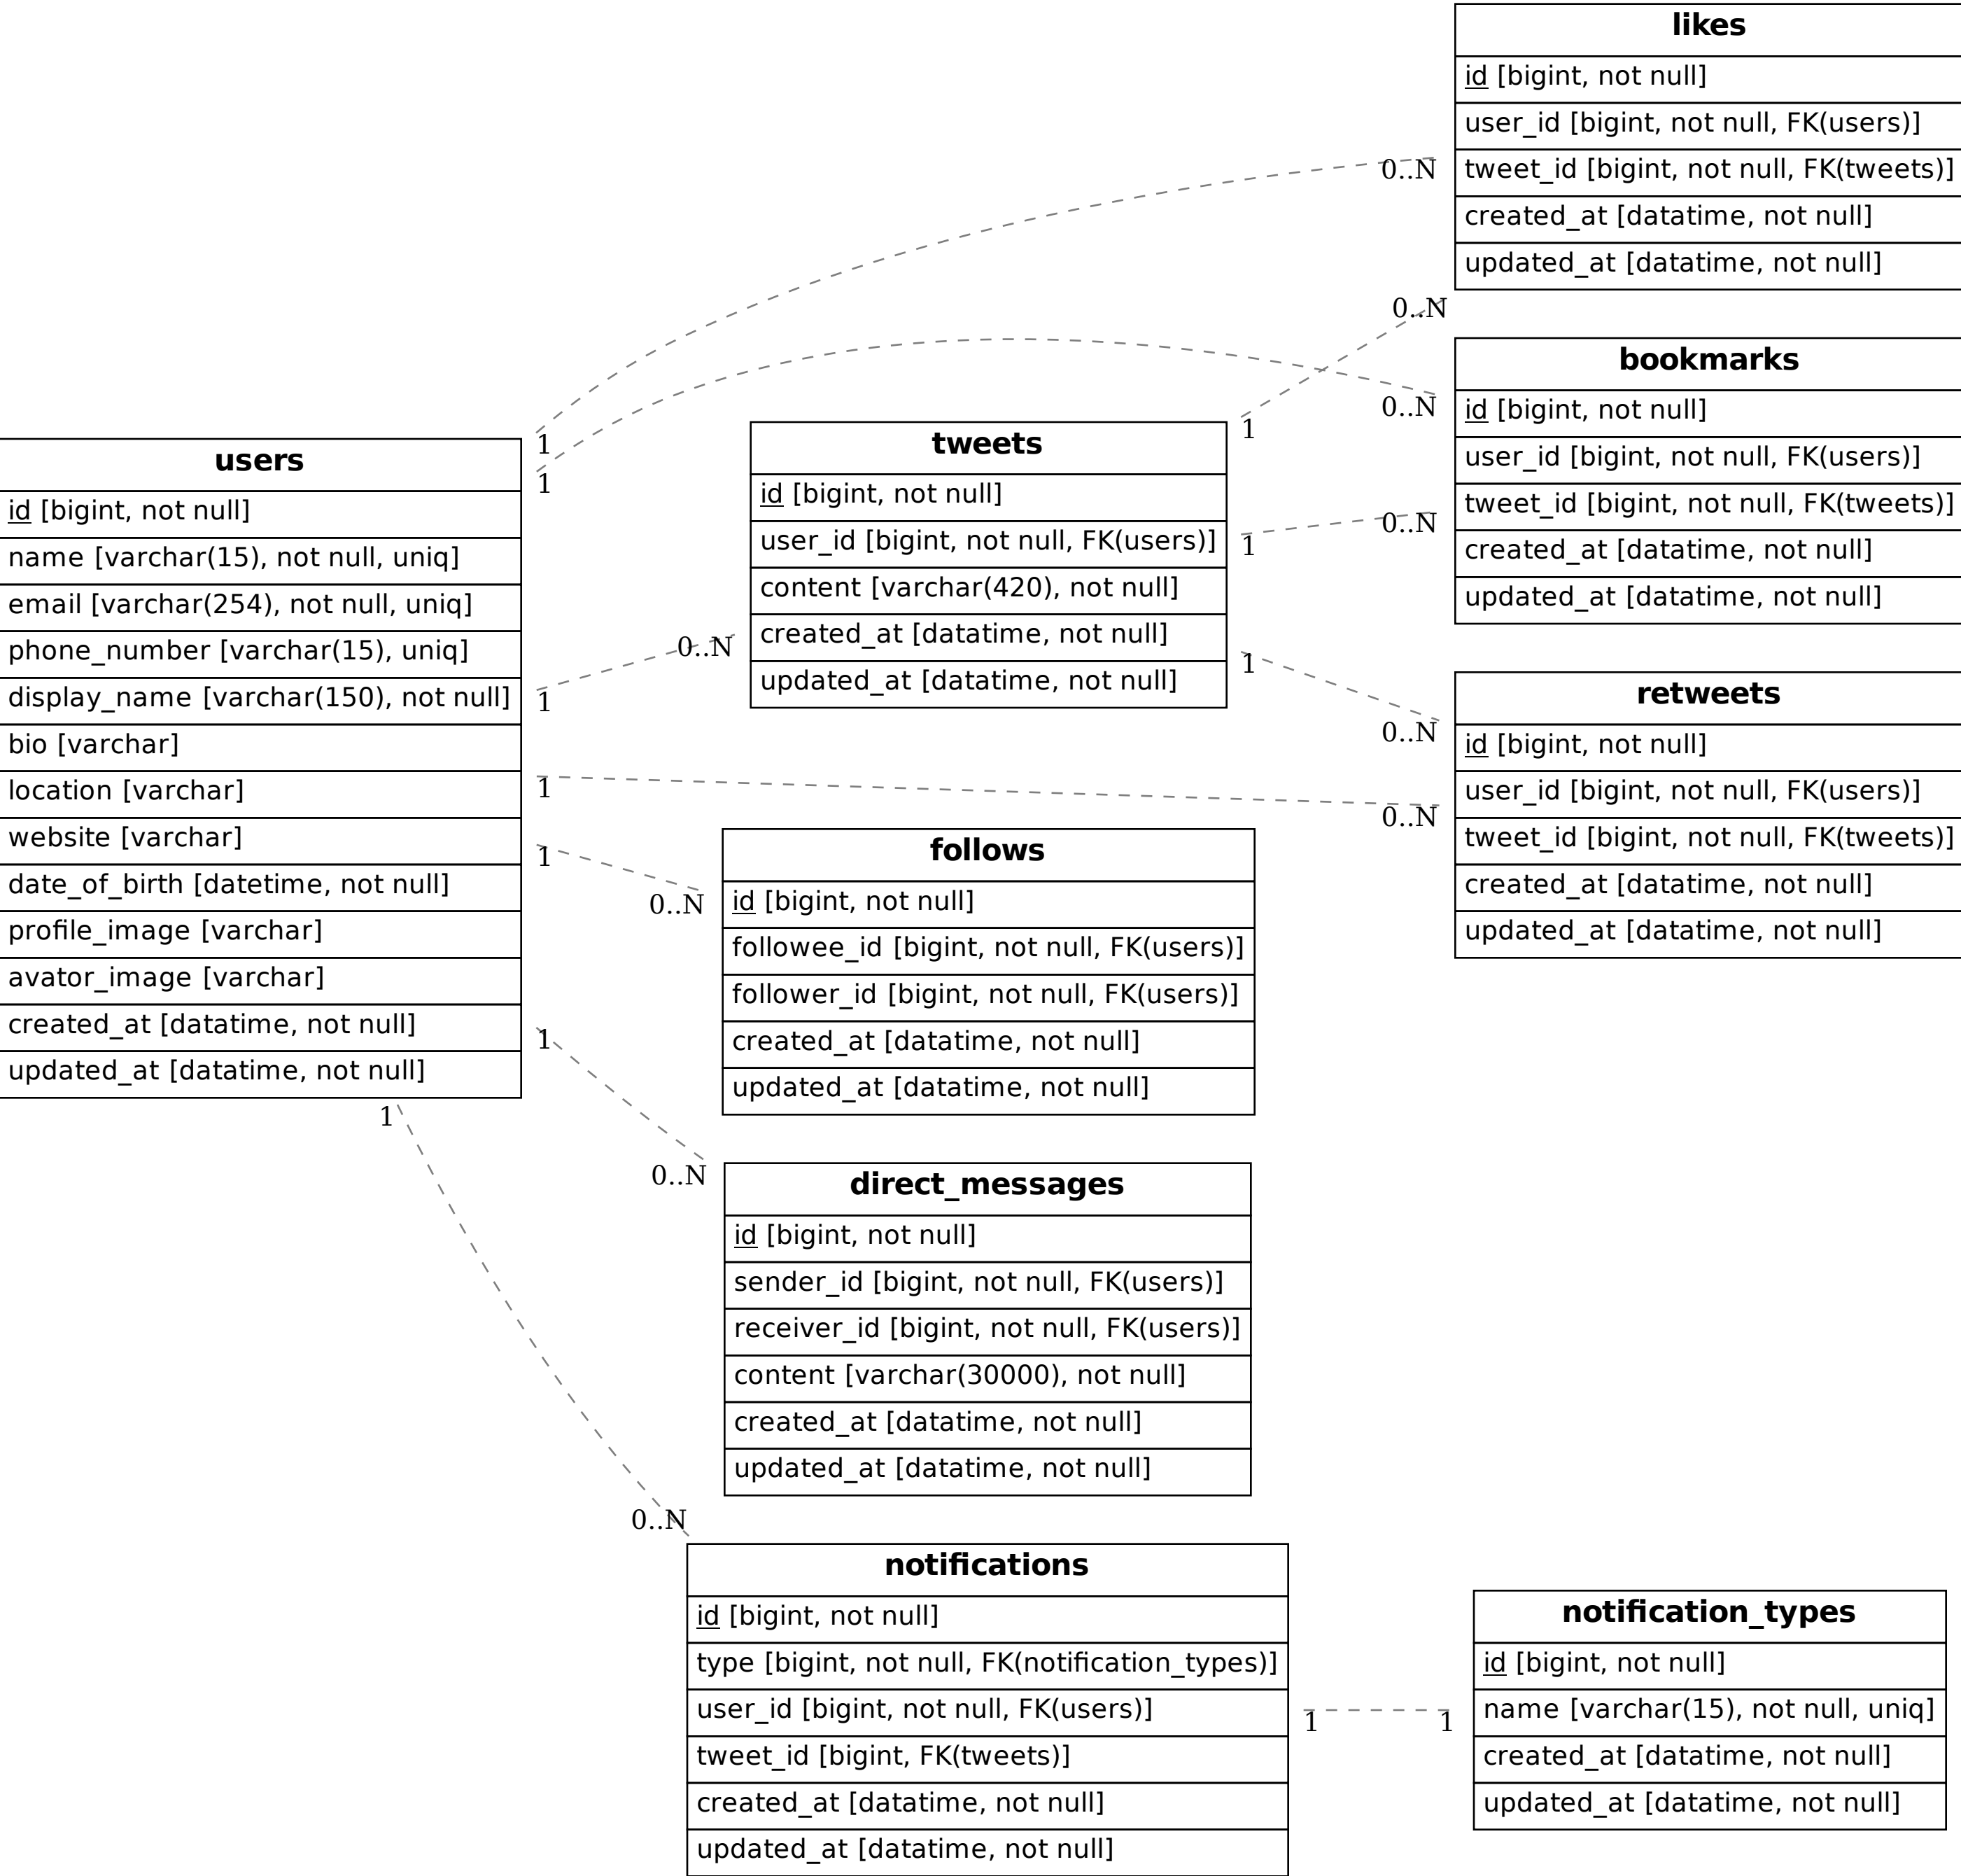 users
id [bigint, not null]
name [varchar(15), not null, uniq]
email [varchar(254), not null, uniq]
phone_number [varchar(15), uniq]
display_name [varchar(150), not null]
bio [varchar]
location [varchar]
website [varchar]
date_of_birth [datetime, not null]
profile_image [varchar]
avator_image [varchar]
created_at [datatime, not null]
updated_at [datatime, not null]
1
1
1
1
1
1
1
0..N
0..N
0..N
0..N
tweets
id [bigint, not null]
user_id [bigint, not null, FK(users)]
content [varchar(420), not null]
created_at [datatime, not null]
updated_at [datatime, not null]
1
1
1
follows
id [bigint, not null]
followee_id [bigint, not null, FK(users)]
follower_id [bigint, not null, FK(users)]
created_at [datatime, not null]
updated_at [datatime, not null]
direct_messages
id [bigint, not null]
sender_id [bigint, not null, FK(users)]
receiver_id [bigint, not null, FK(users)]
content [varchar(30000), not null]
created_at [datatime, not null]
updated_at [datatime, not null]
notifications
id [bigint, not null]
type [bigint, not null, FK(notification_types)]
user_id [bigint, not null, FK(users)]
tweet_id [bigint, FK(tweets)]
created_at [datatime, not null]
updated_at [datatime, not null]
1
1
0..N
0..N
0..N
0..N
0..N
0..N
likes
id [bigint, not null]
user_id [bigint, not null, FK(users)]
tweet_id [bigint, not null, FK(tweets)]
created_at [datatime, not null]
updated_at [datatime, not null]
bookmarks
id [bigint, not null]
user_id [bigint, not null, FK(users)]
tweet_id [bigint, not null, FK(tweets)]
created_at [datatime, not null]
updated_at [datatime, not null]
retweets
id [bigint, not null]
user_id [bigint, not null, FK(users)]
tweet_id [bigint, not null, FK(tweets)]
created_at [datatime, not null]
updated_at [datatime, not null]
notification_types
id [bigint, not null]
name [varchar(15), not null, uniq]
created_at [datatime, not null]
updated_at [datatime, not null]